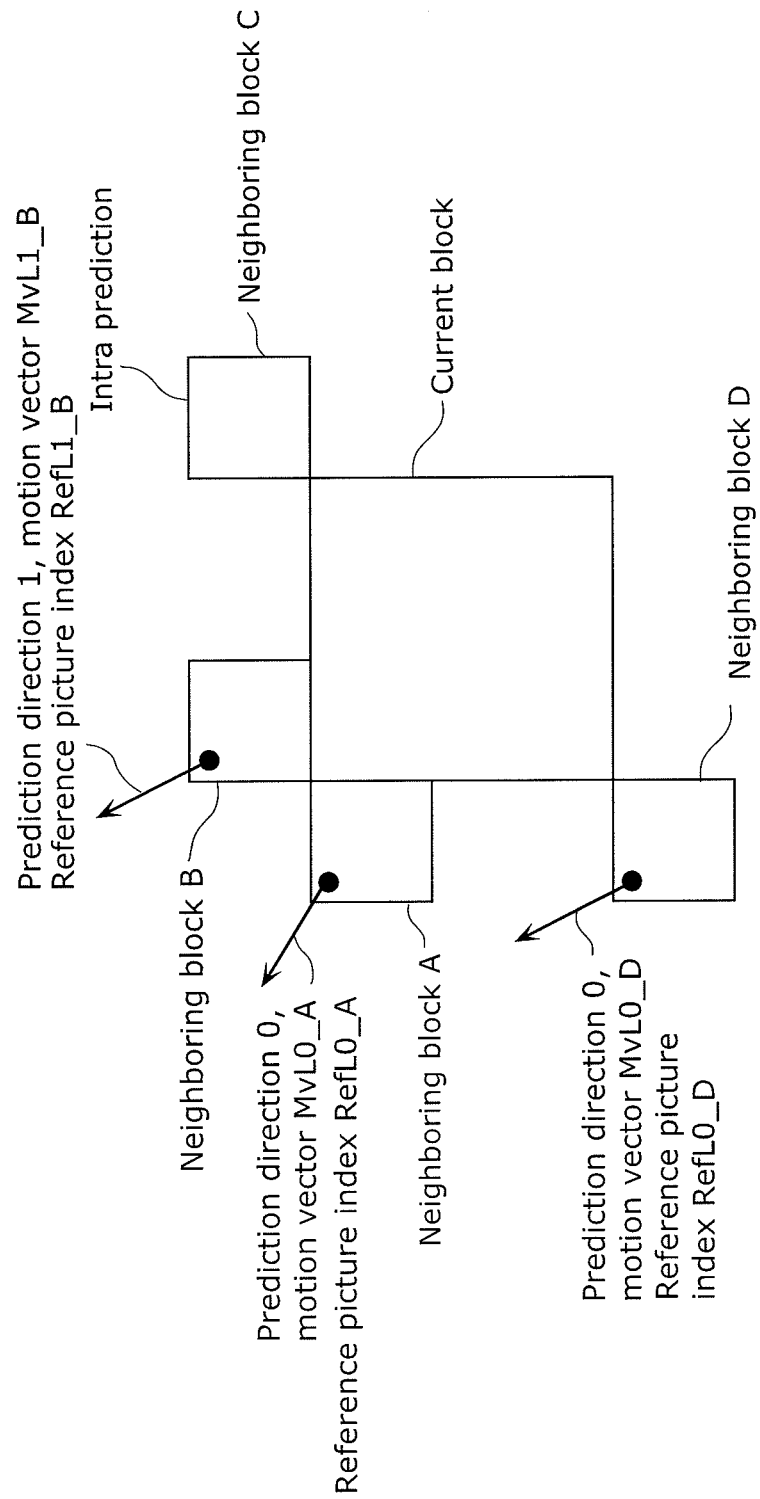 Prediction direction 1, motion vector MvL1_B
Reference picture index RefL1_B
Intra prediction
Neighboring block C
Neighboring block B
Prediction direction 0,
motion vector MvL0_A
Reference picture index RefL0_A
Current block
Neighboring block A
Prediction direction 0,
motion vector MvL0_D
Reference picture
index RefL0_D
Neighboring block D